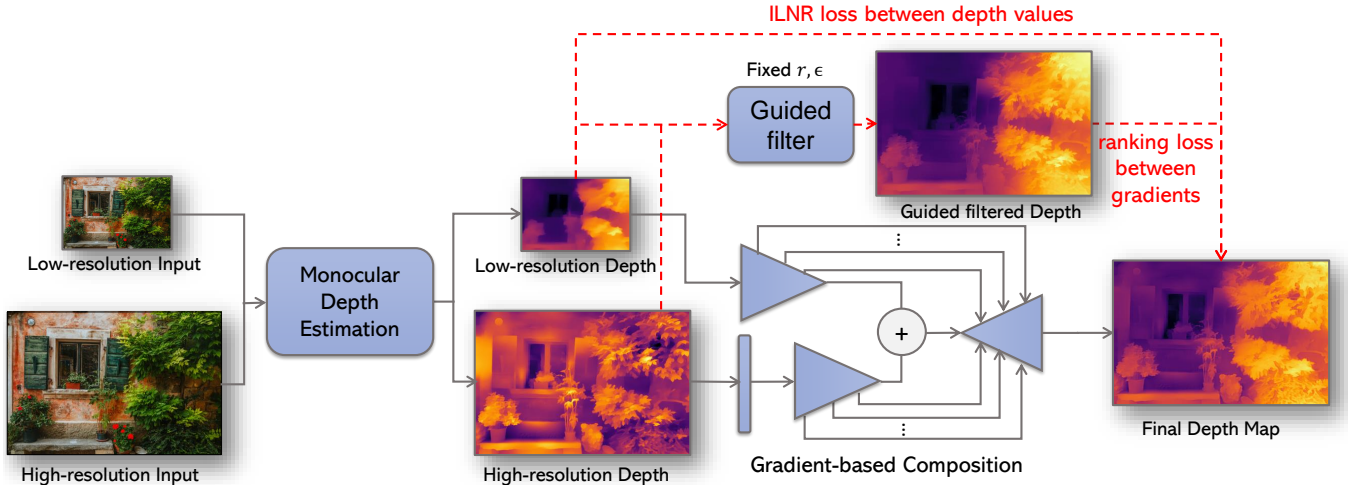 ILNR loss between depth values
Fixed r, ϵ
Guided
filter
ranking loss
between
gradients
Guided filtered Depth
Low-resolution Input
Monocular
Depth
Estimation
Low-resolution Depth
...
+
...
High-resolution Input
High-resolution Depth
Gradient-based Composition
Final Depth Map